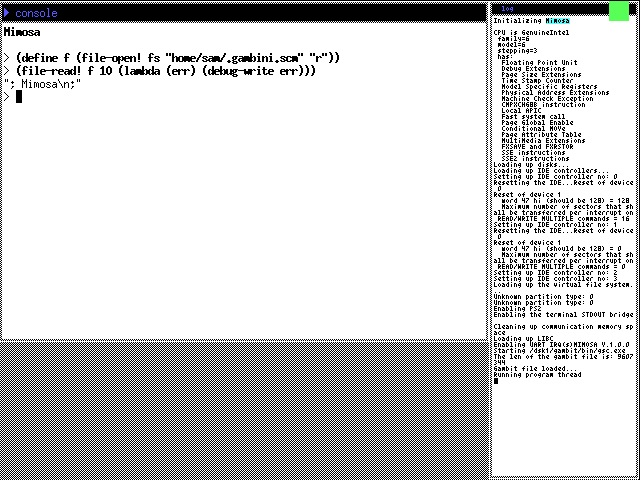 console
Mimosa
> (define f (file-open! fs "home/sam/.gambini.scm" "r"))
> (file-read! f 10 (lambda (err) (debug-write err)))
"; Mimosa\n;"
>
log
Initializing Mimosa
CPU is GenuineIntel
family=6
model=6
stepping=3
has:
Floating Point Unit
Debug Extensions
Page Size Extensions
Time Stamp Counter
Model Specific Registers
Physical Address Extensions
Machine Check Exception
CMPXCHG8B instruction
Local APIC
Fast system call
Page Global Enable
Conditional MOVe
Page Attribute Table
MultiMedia Extensions
FXSAVE and FXRSTOR
SSE instructions
SSE2 instructions
Loading up disks...
Loading up IDE controllers...
Setting up IDE controller no: 0
Resetting the IDE...Reset of device
0
Reset of device 1
word 47 hi (should be 128) = 128
Maximum number of sectors that sh
all be transferred per interrupt on
READ/WRITE MULTIPLE commands = 16
Setting up IDE controller no: 1
Resetting the IDE...Reset of device
0
Reset of device 1
word 47 hi (should be 128) = 0
Maximum number of sectors that sh
all be transferred per interrupt on
READ/WRITE MULTIPLE commands = 0
Setting up IDE controller no: 2
Setting up IDE controller no: 3
Loading up the virtual file system.
..
Unknown partition type: 0
Unknown partition type: 0
Enabling PS2
Enabling the terminal STDOUT bridge
Cleaning up communication memory sp
ace
Loading up LIBC
Enabling UART IRQ(s)MIMOSA V.1.0.0
Starting /dsk1/gambit/bin/gsc.exe
The len of the gambit file is: 9607
344
Gambit file loaded...
Running program thread